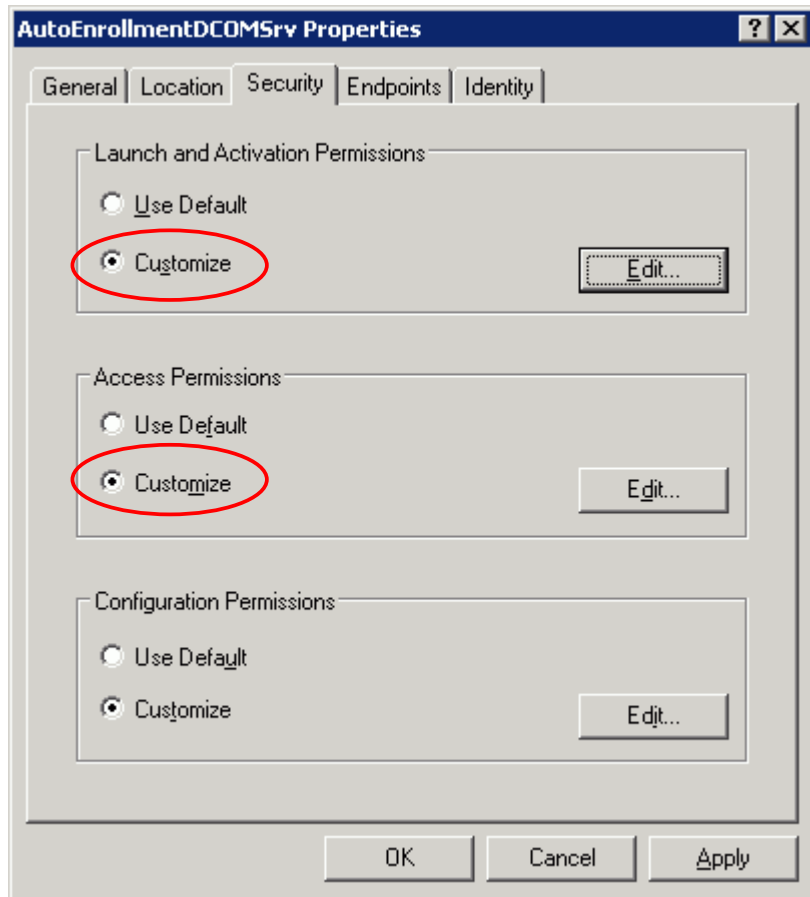 AutoEnrollmentDCOMSrv Properties
General Location Security Endpoints Identity
Launch and Activation Permissions
Use Default
Customize Edit...
Access Permissions
Use Default
Customize Edit...
Configuration Permissions
Use Default
Customize Edit...
OK Cancel Apply